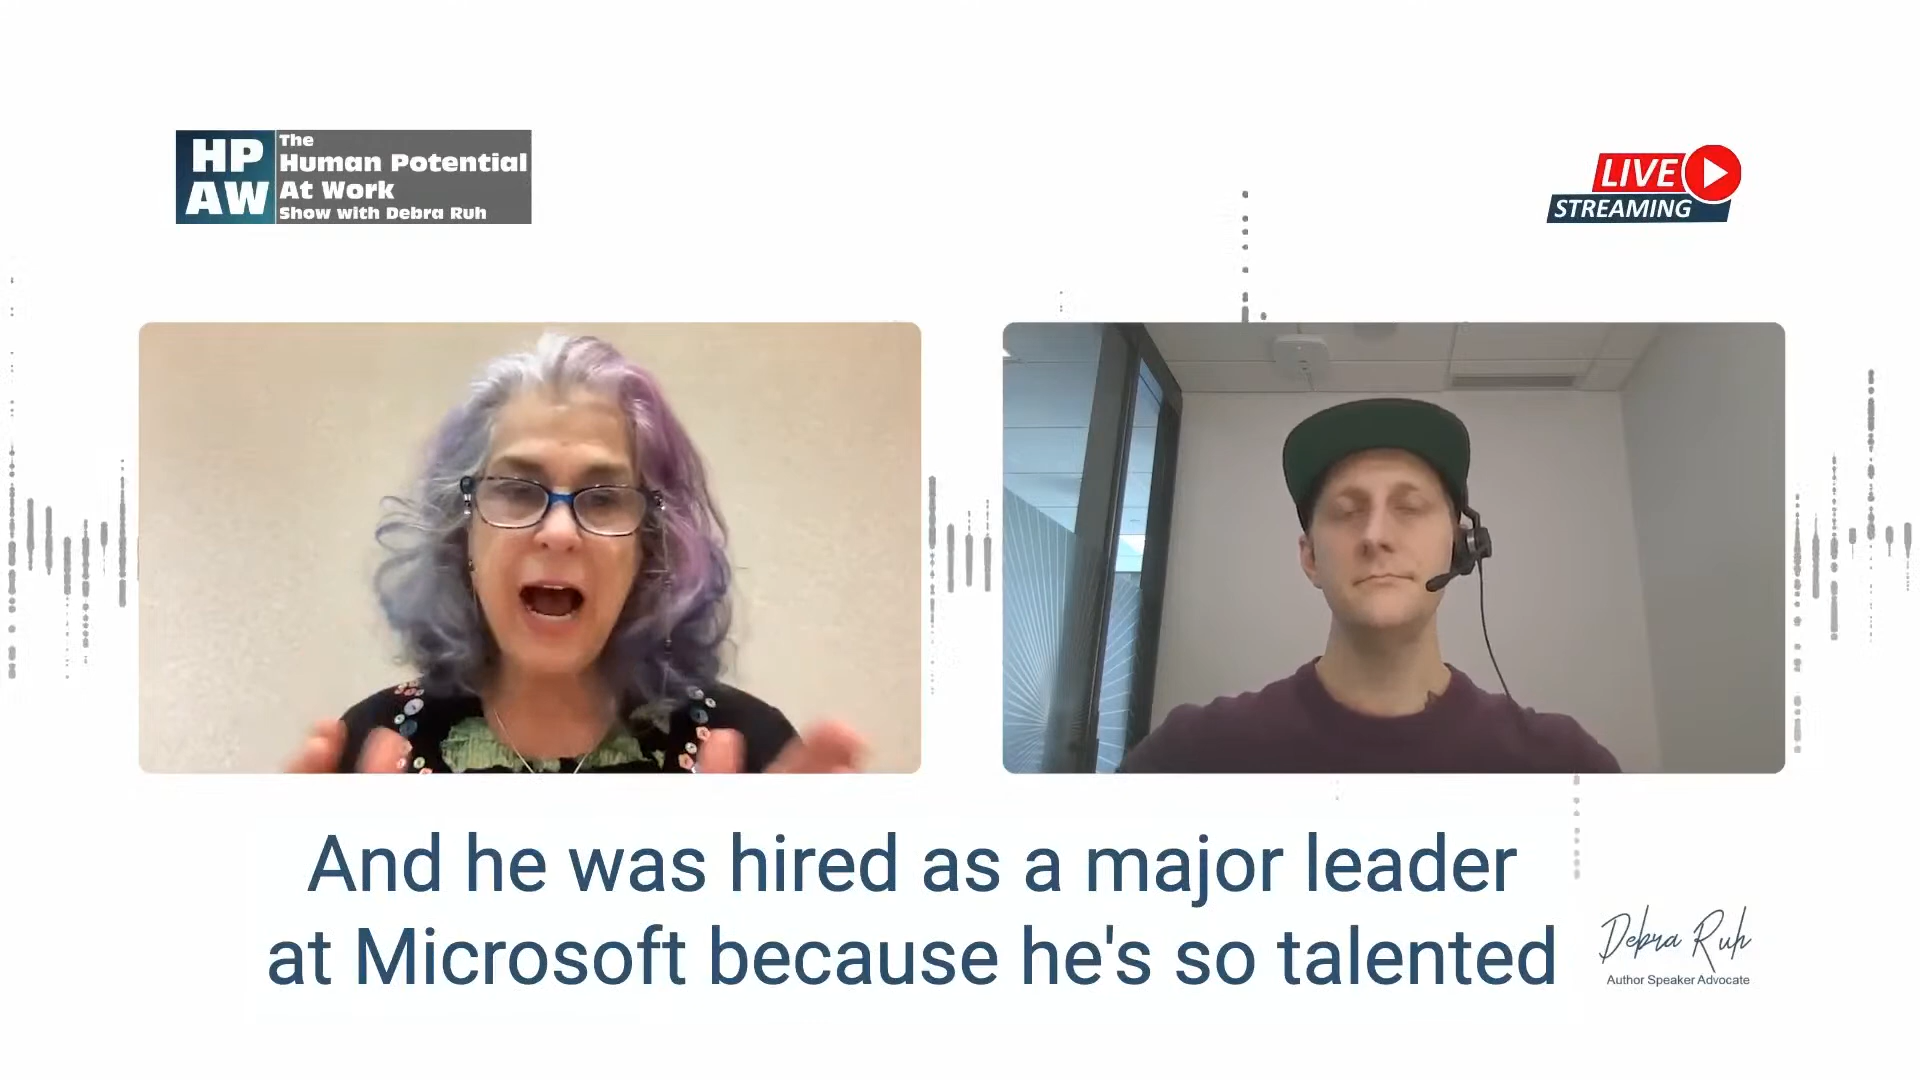 HP
AW
The
Human Potential
At Work
Show with Debra Ruh
LIVE
STREAMING
And he was hired as a major leader
at Microsoft because he's so talented
Debra Ruh
Author Speaker Advocate